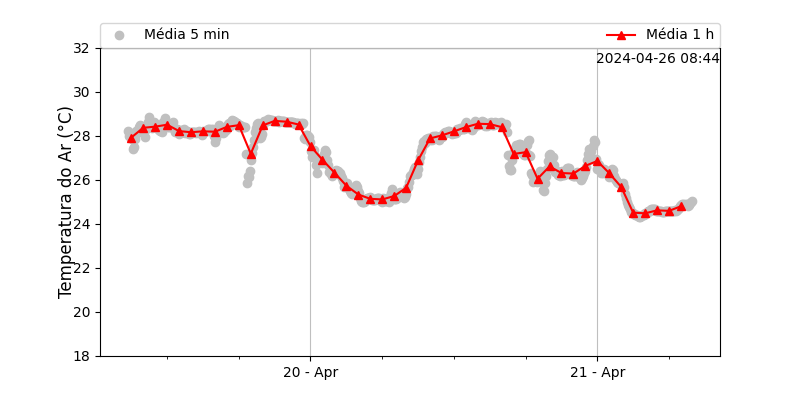 Média 5 min
Média 1 h
2024-04-26 08:44
Temperatura do Ar (°C)
32
30
28
26
24
22
20
18
20 - Apr
21 - Apr